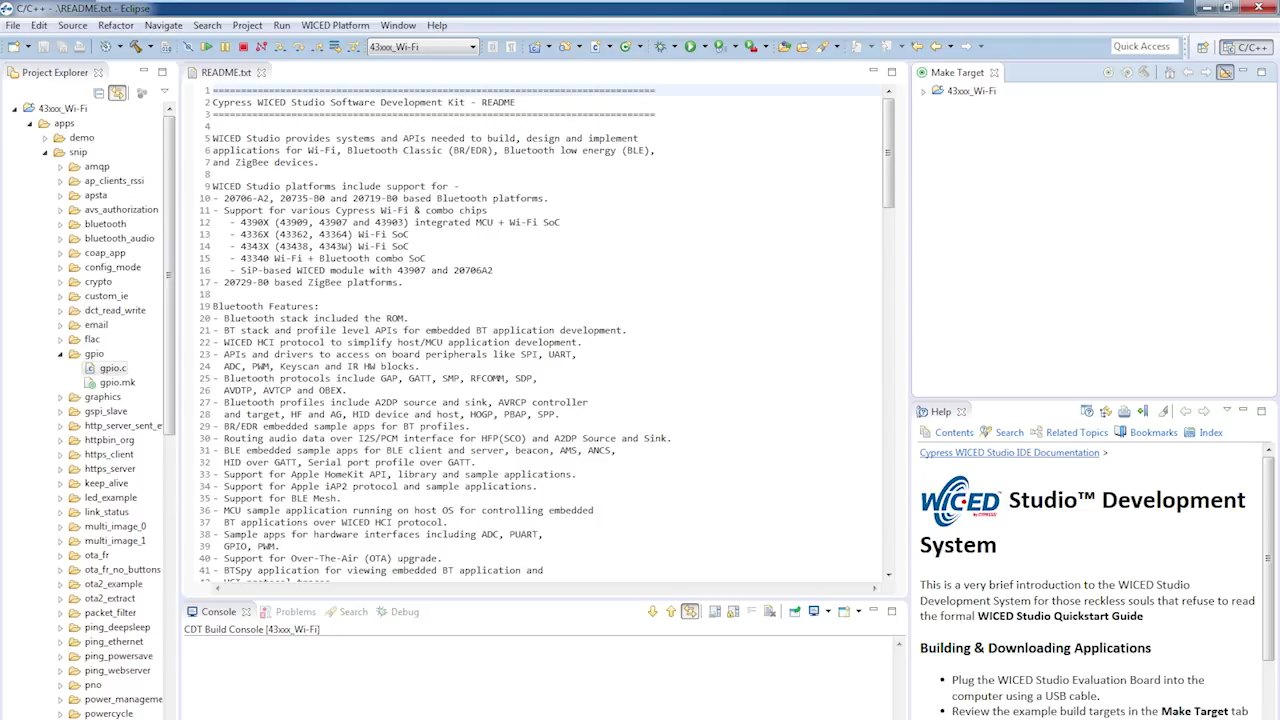 C/C++ - .\README.txt - Eclipse
File Edit Source Refactor Navigate Search Project Run WICED Platform Window Help
43xxx_Wi-Fi
Quick Access
C/C++
Project Explorer
43xxx_Wi-Fi
apps
demo
snip
amqp
ap_clients_rssi
apsta
avs_authorization
bluetooth
bluetooth_audio
coap_app
config_mode
crypto
custom_ie
dct_read_write
email
flac
gpio
gpio.c
gpio.mk
graphics
gspi_slave
http_server_sent_e
httpbin_org
https_client
https_server
keep_alive
led_example
link_status
multi_image_0
multi_image_1
ota_fr
ota_fr_no_buttons
ota2_example
ota2_extract
packet_filter
ping_deepsleep
ping_ethernet
ping_powersave
ping_webserver
pno
power_manageme
powercycle
README.txt
1 =========================================================================
2 Cypress WICED Studio Software Development Kit - README
3 =========================================================================
4
5 WICED Studio provides systems and APIs needed to build, design and implement
6 applications for Wi-Fi, Bluetooth Classic (BR/EDR), Bluetooth low energy (BLE),
7 and ZigBee devices.
8
9 WICED Studio platforms include support for -
10 - 20706-A2, 20735-B0 and 20719-B0 based Bluetooth platforms.
11 - Support for various Cypress Wi-Fi & combo chips
12 - 4390X (43909, 43907 and 43903) integrated MCU + Wi-Fi SoC
13 - 4336X (43362, 43364) Wi-Fi SoC
14 - 4343X (43438, 4343W) Wi-Fi SoC
15 - 43340 Wi-Fi + Bluetooth combo SoC
16 - SiP-based WICED module with 43907 and 20706A2
17 - 20729-B0 based ZigBee platforms.
18
19 Bluetooth Features:
20 - Bluetooth stack included the ROM.
21 - BT stack and profile level APIs for embedded BT application development.
22 - WICED HCI protocol to simplify host/MCU application development.
23 - APIs and drivers to access on board peripherals like SPI, UART,
24 ADC, PWM, Keyscan and IR HW blocks.
25 - Bluetooth protocols include GAP, GATT, SMP, RFCOMM, SDP,
26 AVDTP, AVTCP and OBEX.
27 - Bluetooth profiles include A2DP source and sink, AVRCP controller
28 and target, HF and AG, HID device and host, HOGP, PBAP, SPP.
29 - BR/EDR embedded sample apps for BT profiles.
30 - Routing audio data over I2S/PCM interface for HFP(SCO) and A2DP Source and Sink.
31 - BLE embedded sample apps for BLE client and server, beacon, AMS, ANCS,
32 HID over GATT, Serial port profile over GATT.
33 - Support for Apple HomeKit API, library and sample applications.
34 - Support for Apple iAP2 protocol and sample applications.
35 - Support for BLE Mesh.
36 - MCU sample application running on host OS for controlling embedded
37 BT applications over WICED HCI protocol.
38 - Sample apps for hardware interfaces including ADC, PUART,
39 GPIO, PWM.
40 - Support for Over-The-Air (OTA) upgrade.
41 - BTSpy application for viewing embedded BT application and
Console Problems Search Debug
CDT Build Console [43xxx_Wi-Fi]
Make Target
43xxx_Wi-Fi
Help
Contents Search Related Topics Bookmarks Index
Cypress WICED Studio IDE Documentation >
WICED by CYPRESS Studio™ Development
System
This is a very brief introduction to the WICED Studio
Development System for those reckless souls that refuse to read
the formal WICED Studio Quickstart Guide
Building & Downloading Applications
• Plug the WICED Studio Evaluation Board into the
computer using a USB cable.
• Review the example build targets in the Make Target tab